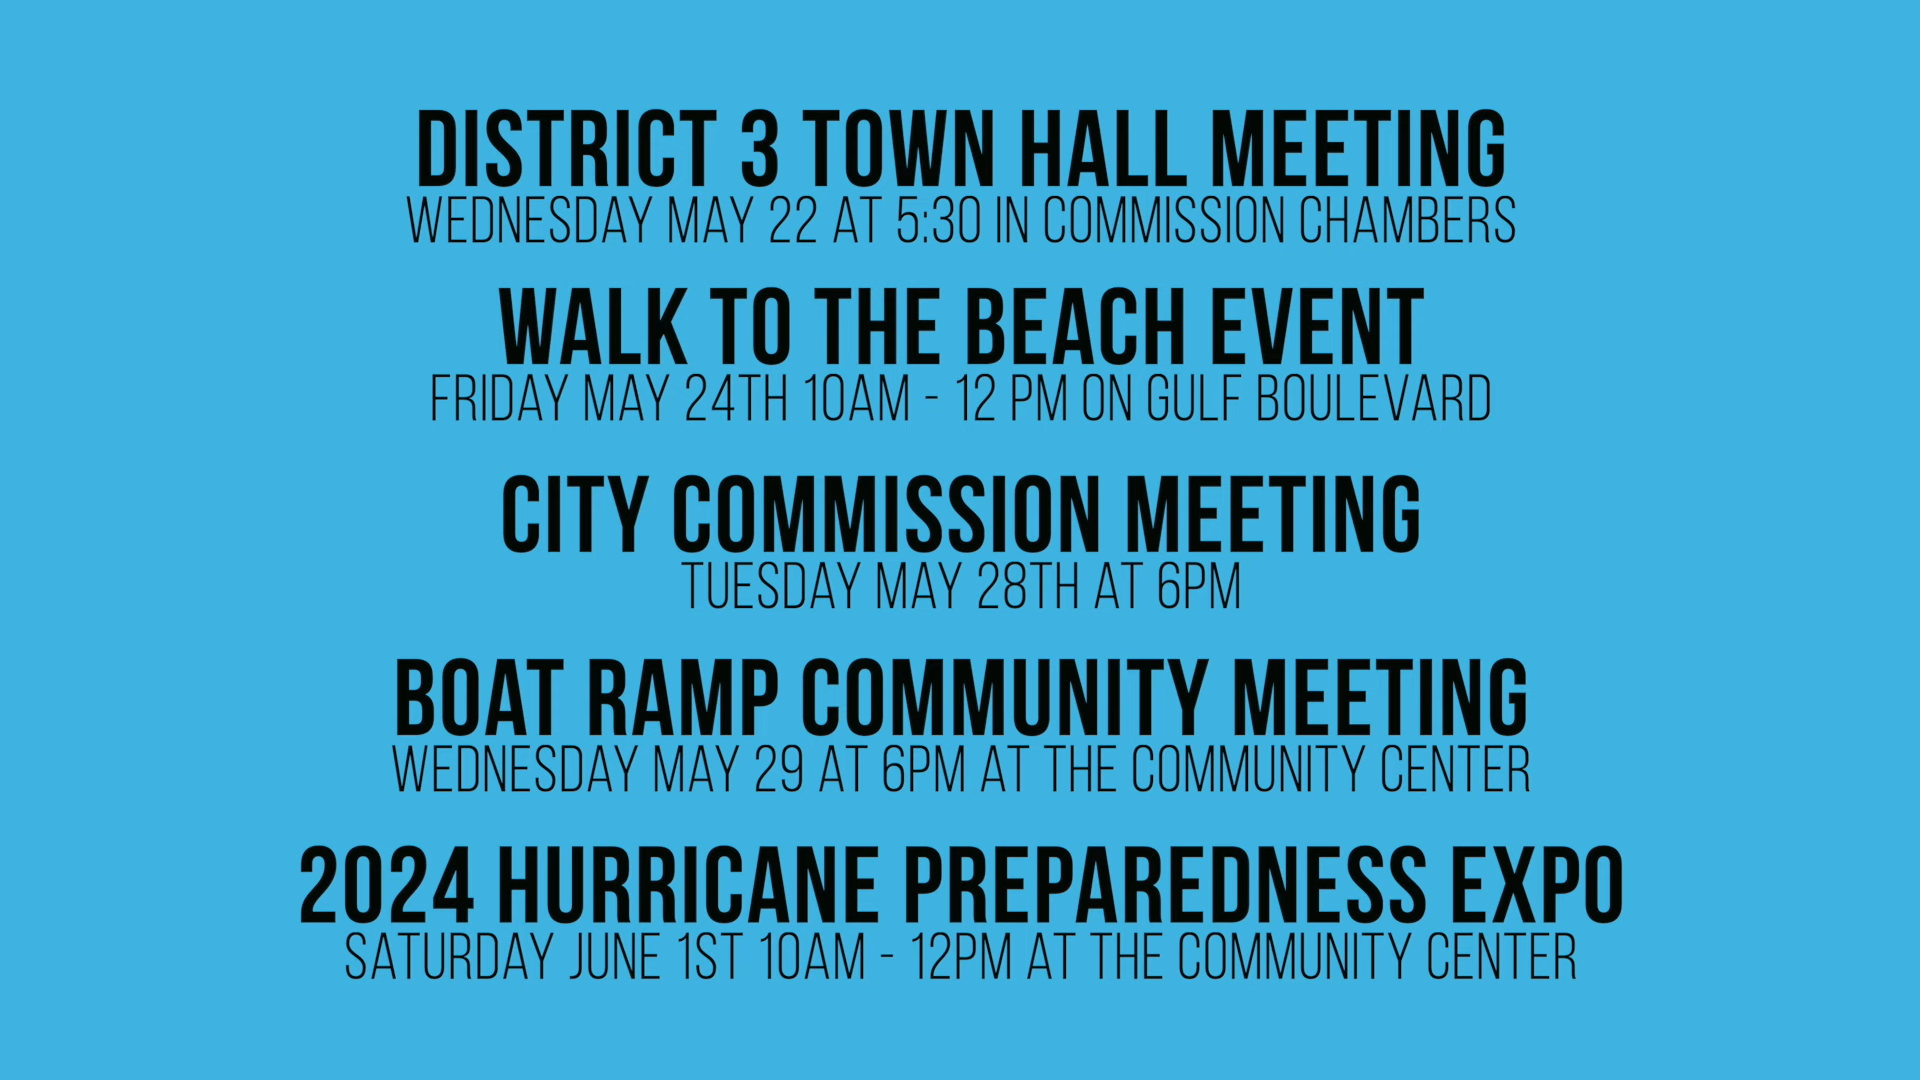 DISTRICT 3 TOWN HALL MEETING
WEDNESDAY MAY 22 AT 5:30 IN COMMISSION CHAMBERS
WALK TO THE BEACH EVENT
FRIDAY MAY 24TH 10AM - 12 PM ON GULF BOULEVARD
CITY COMMISSION MEETING
TUESDAY MAY 28TH AT 6PM
BOAT RAMP COMMUNITY MEETING
WEDNESDAY MAY 29 AT 6PM AT THE COMMUNITY CENTER
2024 HURRICANE PREPAREDNESS EXPO
SATURDAY JUNE 1ST 10AM - 12PM AT THE COMMUNITY CENTER